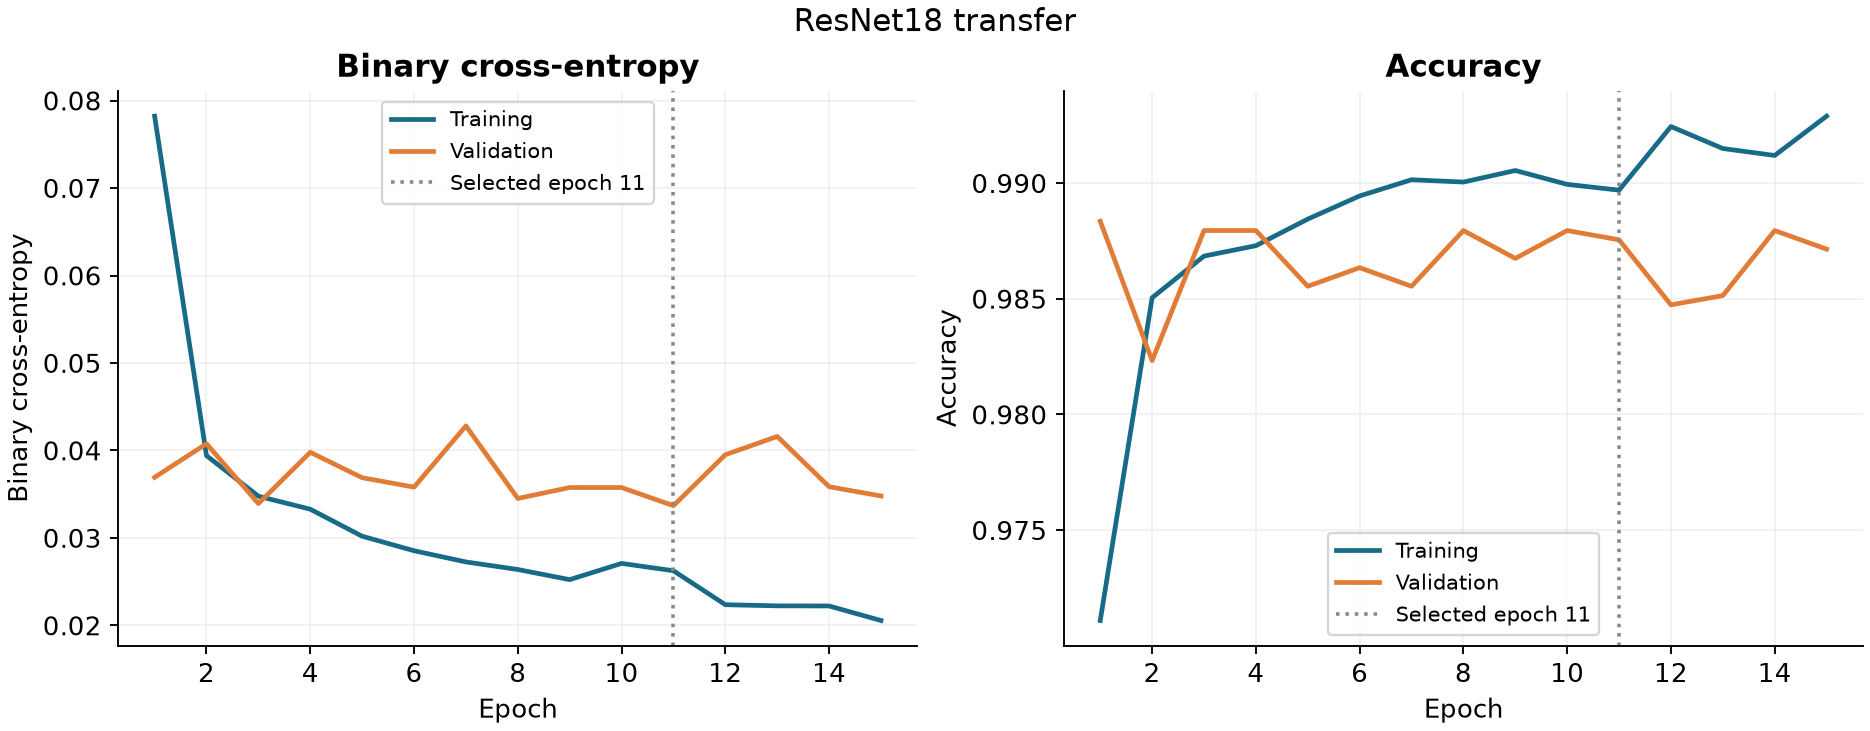 ResNet18 transfer
Binary cross-entropy
Binary cross-entropy
0.08
0.07
0.06
0.05
0.04
0.03
0.02
Training
Validation
Selected epoch 11
2 4 6 8 10 12 14
Epoch
Accuracy
Accuracy
0.990
0.985
0.980
0.975
Training
Validation
Selected epoch 11
2 4 6 8 10 12 14
Epoch